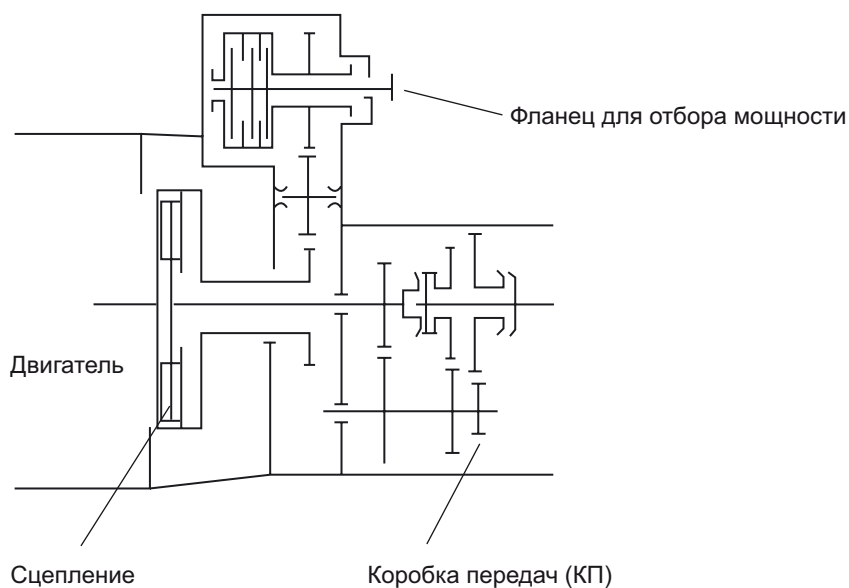 Фланец для отбора мощности
Двигатель
Сцепление
Коробка передач (КП)